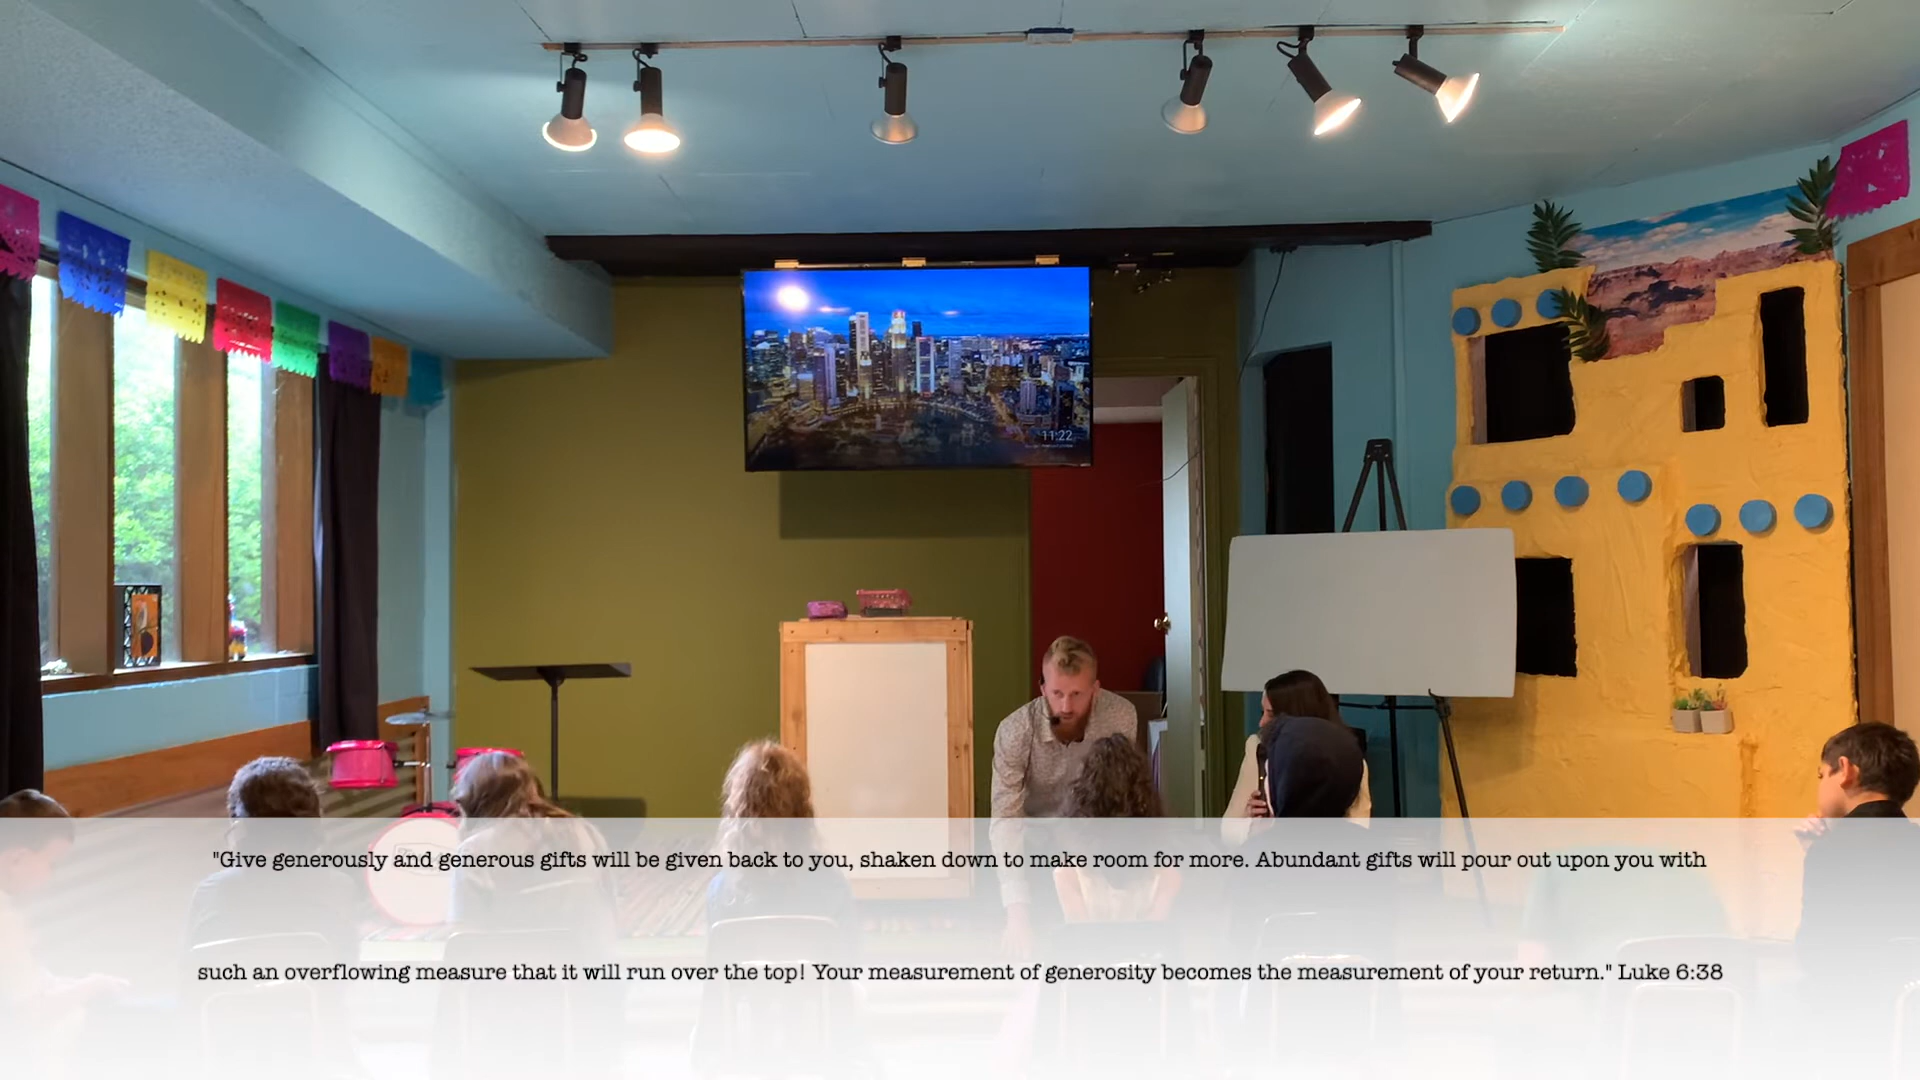 11:22
"Give generously and generous gifts will be given back to you, shaken down to make room for more. Abundant gifts will pour out upon you with
such an overflowing measure that it will run over the top! Your measurement of generosity becomes the measurement of your return." Luke 6:38